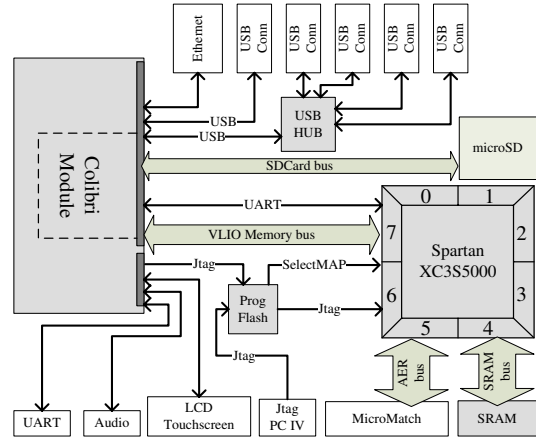 Ethernet
USB Conn
USB Conn
USB Conn
USB Conn
USB Conn
USB
USB
USB
HUB
Colibri
Module
SDCard bus
microSD
UART
VLIO Memory bus
0
1
2
3
4
5
6
7
Spartan
XC3S5000
Jtag
SelectMAP
Prog
Flash
Jtag
Jtag
AER
bus
SRAM
bus
UART
Audio
LCD
Touchscreen
Jtag
PC IV
MicroMatch
SRAM